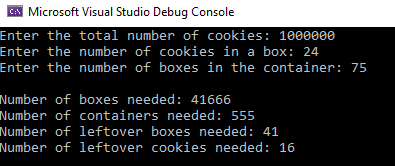 Microsoft Visual Studio Debug Console
Enter the total number of cookies: 1000000
Enter the number of cookies in a box: 24
Enter the number of boxes in the container: 75
Number of boxes needed: 41666
Number of containers needed: 555
Number of leftover boxes needed: 41
Number of leftover cookies needed: 16